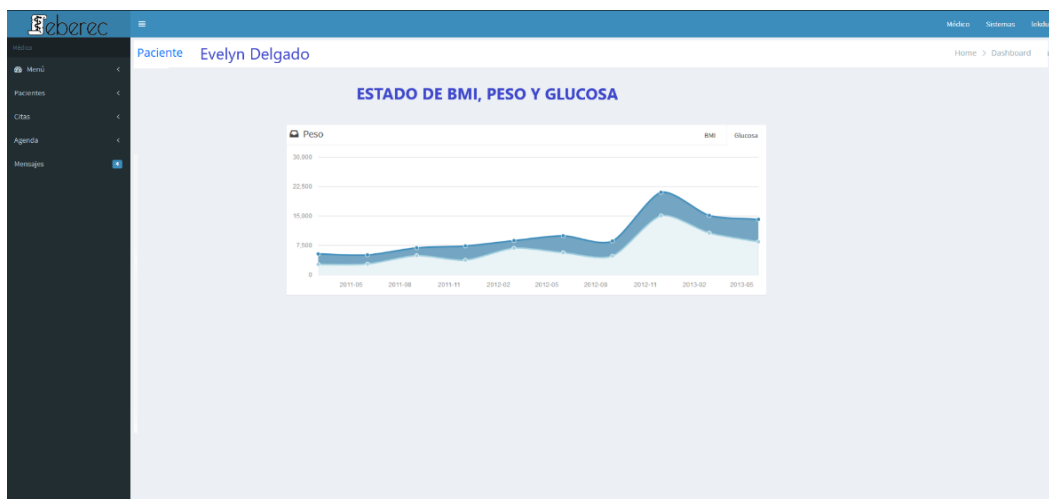 Feberec
Médico Sistemas
Médico
Paciente Evelyn Delgado
Home > Dashboard
Menú
Pacientes
Citas
Agenda
Mensajes 4
ESTADO DE BMI, PESO Y GLUCOSA
Peso BMI Glucosa
30,000
22,500
15,000
7,500
0
2011-05 2011-08 2011-11 2012-02 2012-05 2012-08 2012-11 2013-02 2013-05